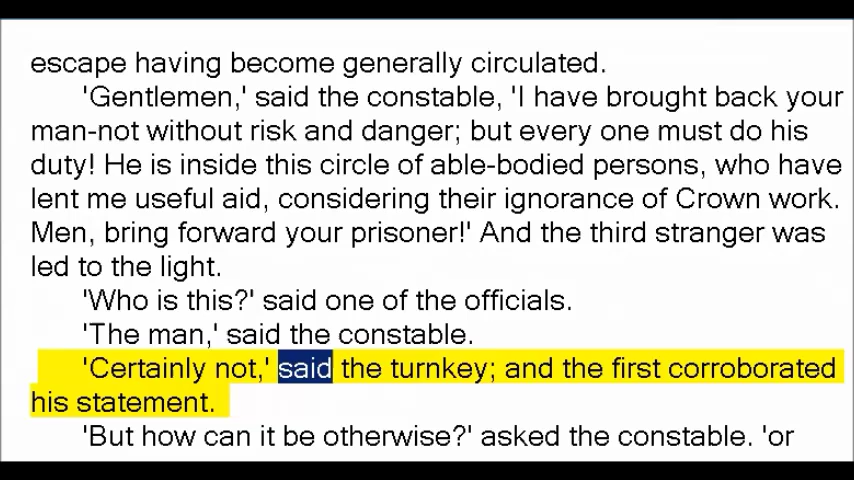 escape having become generally circulated.
'Gentlemen,' said the constable, 'I have brought back your
man-not without risk and danger; but every one must do his
duty! He is inside this circle of able-bodied persons, who have
lent me useful aid, considering their ignorance of Crown work.
Men, bring forward your prisoner!' And the third stranger was
led to the light.
'Who is this?' said one of the officials.
'The man,' said the constable.
'Certainly not,' said the turnkey; and the first corroborated
his statement.
'But how can it be otherwise?' asked the constable. 'or